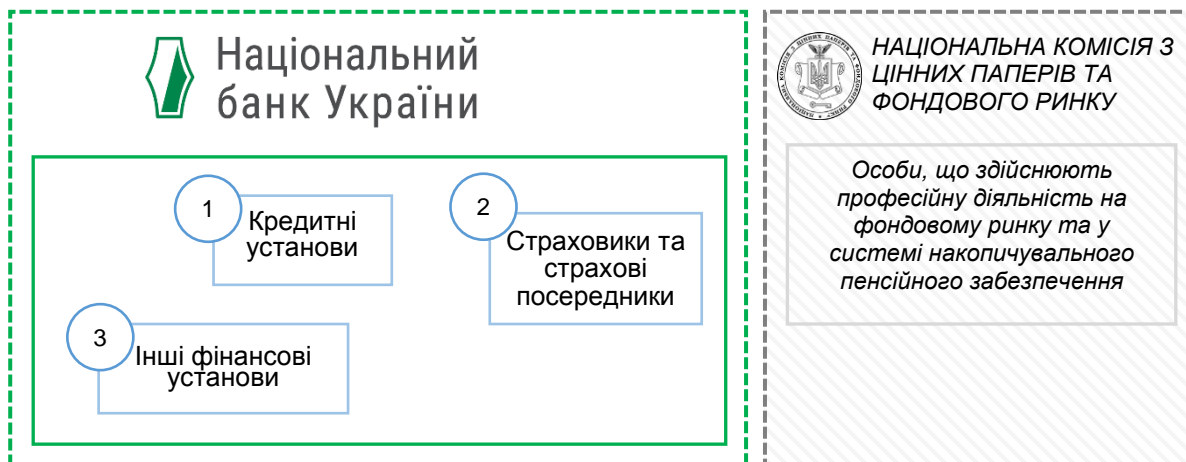 Національний
банк України
1
Кредитні
установи
2
Страховики та
страхові
посередники
3
Інші фінансові
установи
НАЦІОНАЛЬНА КОМІСІЯ З
ЦІННИХ ПАПЕРІВ ТА
ФОНДОВОГО РИНКУ
Особи, що здійснюють
професійну діяльність на
фондовому ринку та у
системі накопичувального
пенсійного забезпечення